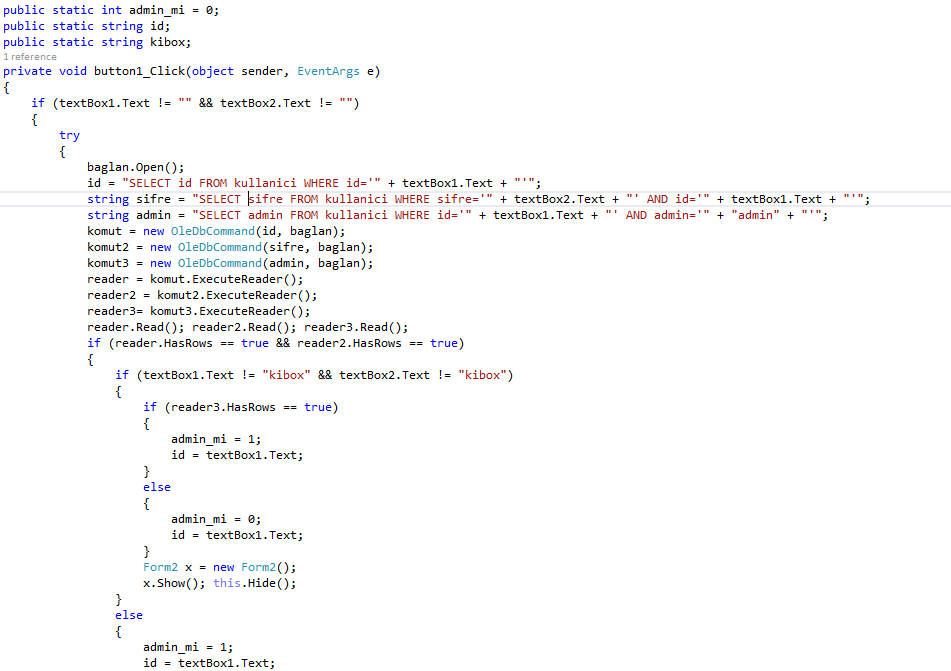 public static int admin_mi = 0;
public static string id;
public static string kibox;
1 reference
private void button1_Click(object sender, EventArgs e)
{
    if (textBox1.Text != "" && textBox2.Text != "")
    {
        try
        {
            baglan.Open();
            id = "SELECT id FROM kullanici WHERE id='" + textBox1.Text + "'";
            string sifre = "SELECT sifre FROM kullanici WHERE sifre='" + textBox2.Text + "' AND id='" + textBox1.Text + "'";
            string admin = "SELECT admin FROM kullanici WHERE id='" + textBox1.Text + "' AND admin='" + "admin" + "'";
            komut = new OleDbCommand(id, baglan);
            komut2 = new OleDbCommand(sifre, baglan);
            komut3 = new OleDbCommand(admin, baglan);
            reader = komut.ExecuteReader();
            reader2 = komut2.ExecuteReader();
            reader3= komut3.ExecuteReader();
            reader.Read(); reader2.Read(); reader3.Read();
            if (reader.HasRows == true && reader2.HasRows == true)
            {
                if (textBox1.Text != "kibox" && textBox2.Text != "kibox")
                {
                    if (reader3.HasRows == true)
                    {
                        admin_mi = 1;
                        id = textBox1.Text;
                    }
                    else
                    {
                        admin_mi = 0;
                        id = textBox1.Text;
                    }
                    Form2 x = new Form2();
                    x.Show(); this.Hide();
                }
                else
                {
                    admin_mi = 1;
                    id = textBox1.Text;